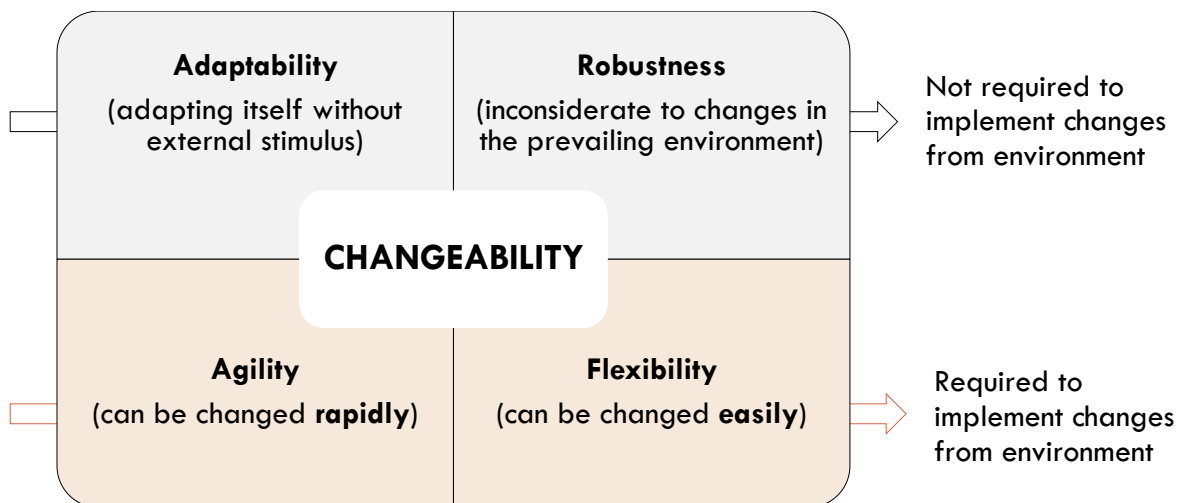 Adaptability
(adapting itself without
external stimulus)
Robustness
(inconsiderate to changes in
the prevailing environment)
Not required to
implement changes
from environment
CHANGEABILITY
Agility
(can be changed rapidly)
Flexibility
(can be changed easily)
Required to
implement changes
from environment